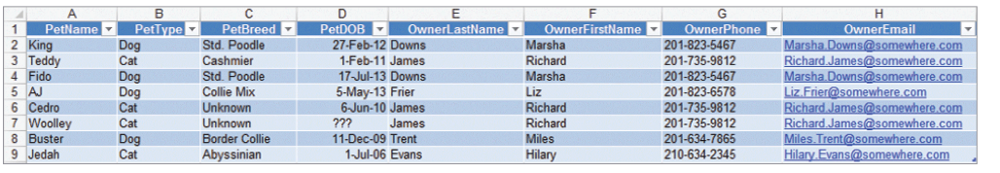 A B C D E F G H
1 PetName PetType PetBreed PetDOB OwnerLastName OwnerFirstName OwnerPhone OwnerEmail
2 King Dog Std. Poodle 27-Feb-12 Downs Marsha 201-823-5467 Marsha.Downs@somewhere.com
3 Teddy Cat Cashmier 1-Feb-11 James Richard 201-735-9812 Richard.James@somewhere.com
4 Fido Dog Std. Poodle 17-Jul-13 Downs Marsha 201-823-5467 Marsha.Downs@somewhere.com
5 AJ Dog Collie Mix 5-May-13 Frier Liz 201-823-6578 Liz.Frier@somewhere.com
6 Cedro Cat Unknown 6-Jun-10 James Richard 201-735-9812 Richard.James@somewhere.com
7 Woolley Cat Unknown ??? James Richard 201-735-9812 Richard.James@somewhere.com
8 Buster Dog Border Collie 11-Dec-09 Trent Miles 201-634-7865 Miles.Trent@somewhere.com
9 Jedah Cat Abyssinian 1-Jul-06 Evans Hilary 210-634-2345 Hilary.Evans@somewhere.com